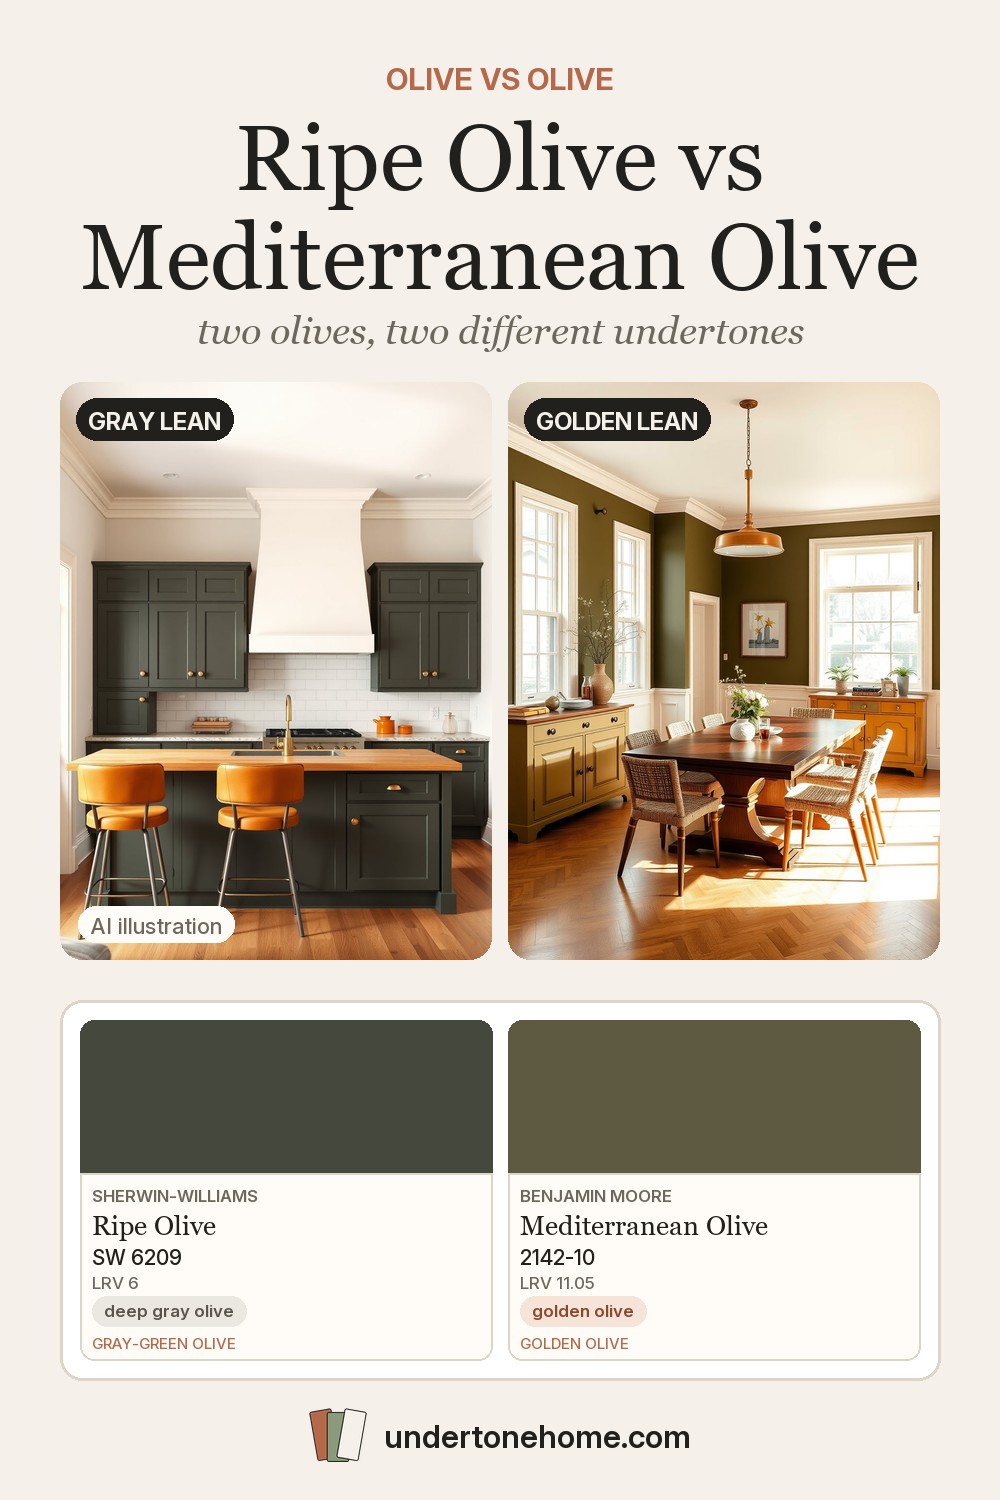 OLIVE VS OLIVE
Ripe Olive vs
Mediterranean Olive
two olives, two different undertones
GRAY LEAN
GOLDEN LEAN
AI illustration
SHERWIN-WILLIAMS
Ripe Olive
SW 6209
LRV 6
deep gray olive
GRAY-GREEN OLIVE
BENJAMIN MOORE
Mediterranean Olive
2142-10
LRV 11.05
golden olive
GOLDEN OLIVE
undertonehome.com